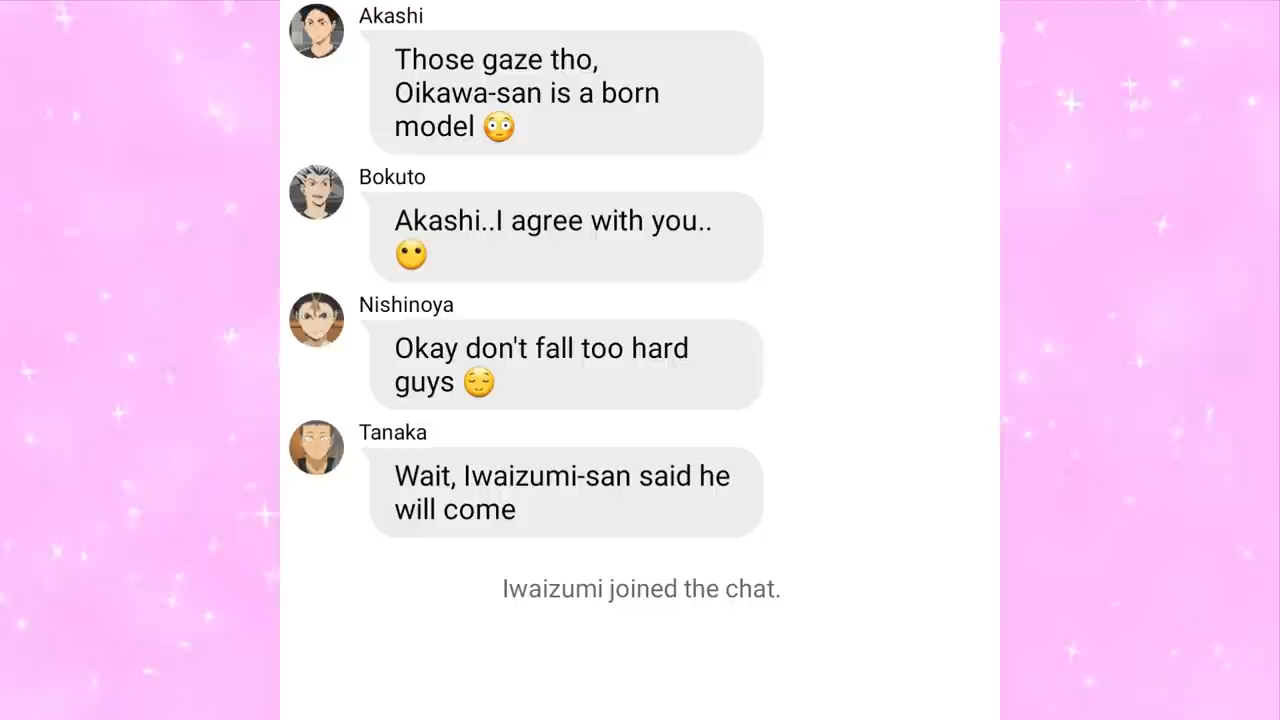 Akashi
Those gaze tho,
Oikawa-san is a born
model 😳
Bokuto
Akashi..I agree with you..
😶
Nishinoya
Okay don't fall too hard
guys 😌
Tanaka
Wait, Iwaizumi-san said he
will come
Iwaizumi joined the chat.